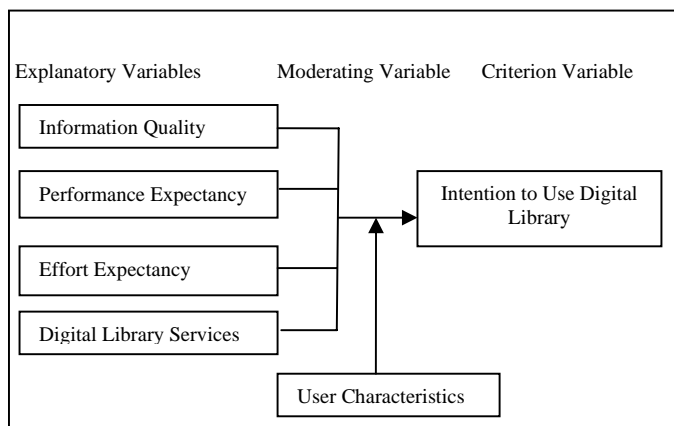 Explanatory Variables Moderating Variable Criterion Variable
Information Quality
Performance Expectancy
Intention to Use Digital
Library
Effort Expectancy
Digital Library Services
User Characteristics